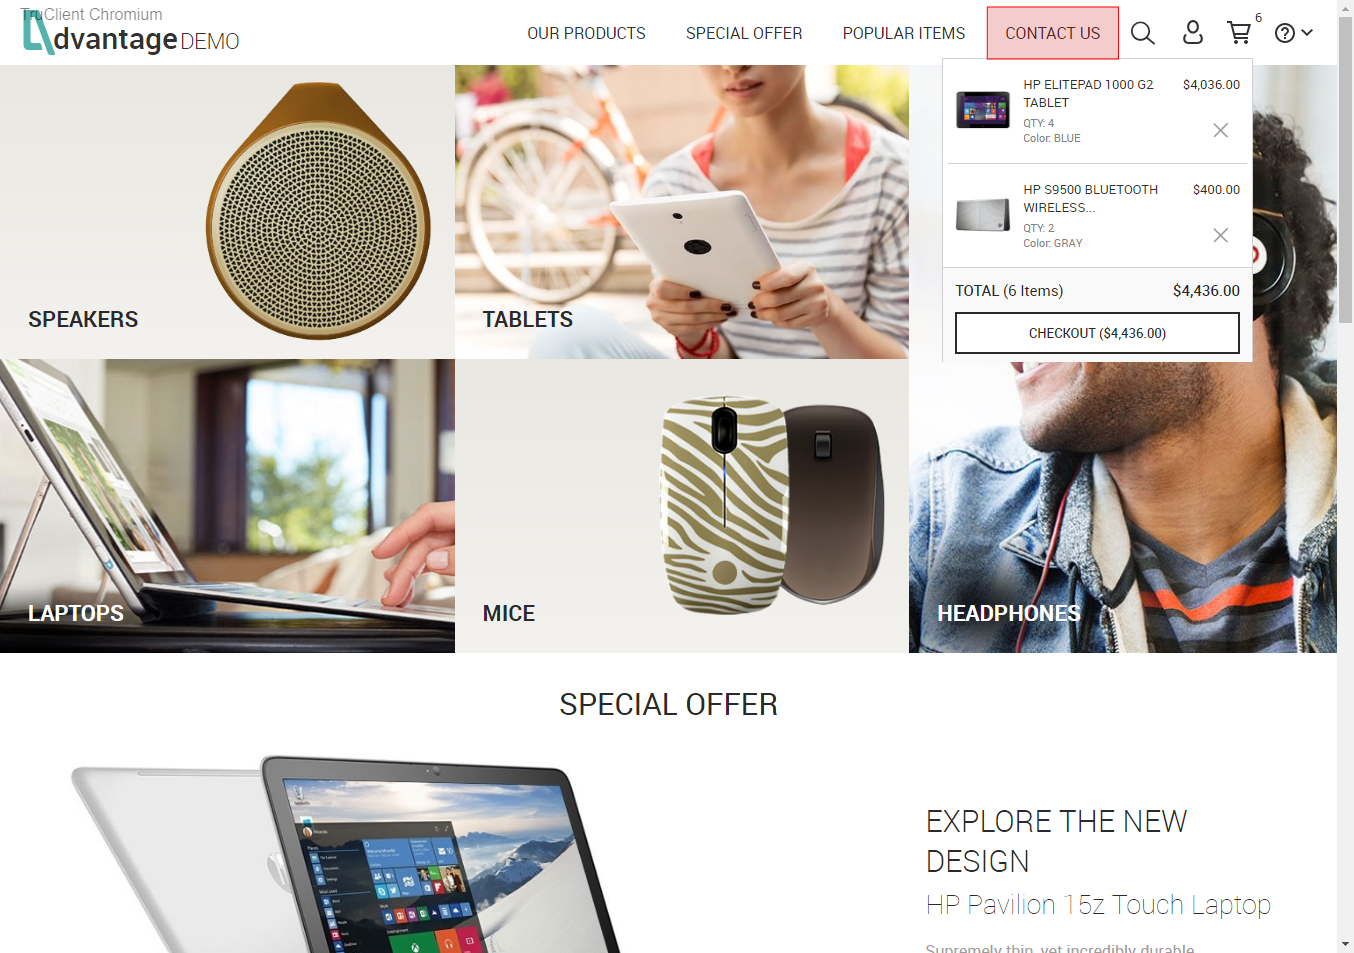 TruClient Chromium
dvantage DEMO
OUR PRODUCTS
SPECIAL OFFER
POPULAR ITEMS
CONTACT US
6
HP ELITEPAD 1000 G2
TABLET
$4,036.00
QTY: 4
Color: BLUE
HP S9500 BLUETOOTH
WIRELESS...
$400.00
QTY: 2
Color: GRAY
TOTAL (6 Items)
$4,436.00
CHECKOUT ($4,436.00)
SPEAKERS
TABLETS
LAPTOPS
MICE
HEADPHONES
SPECIAL OFFER
EXPLORE THE NEW
DESIGN
HP Pavilion 15z Touch Laptop
Supremely thin, yet incredibly durable